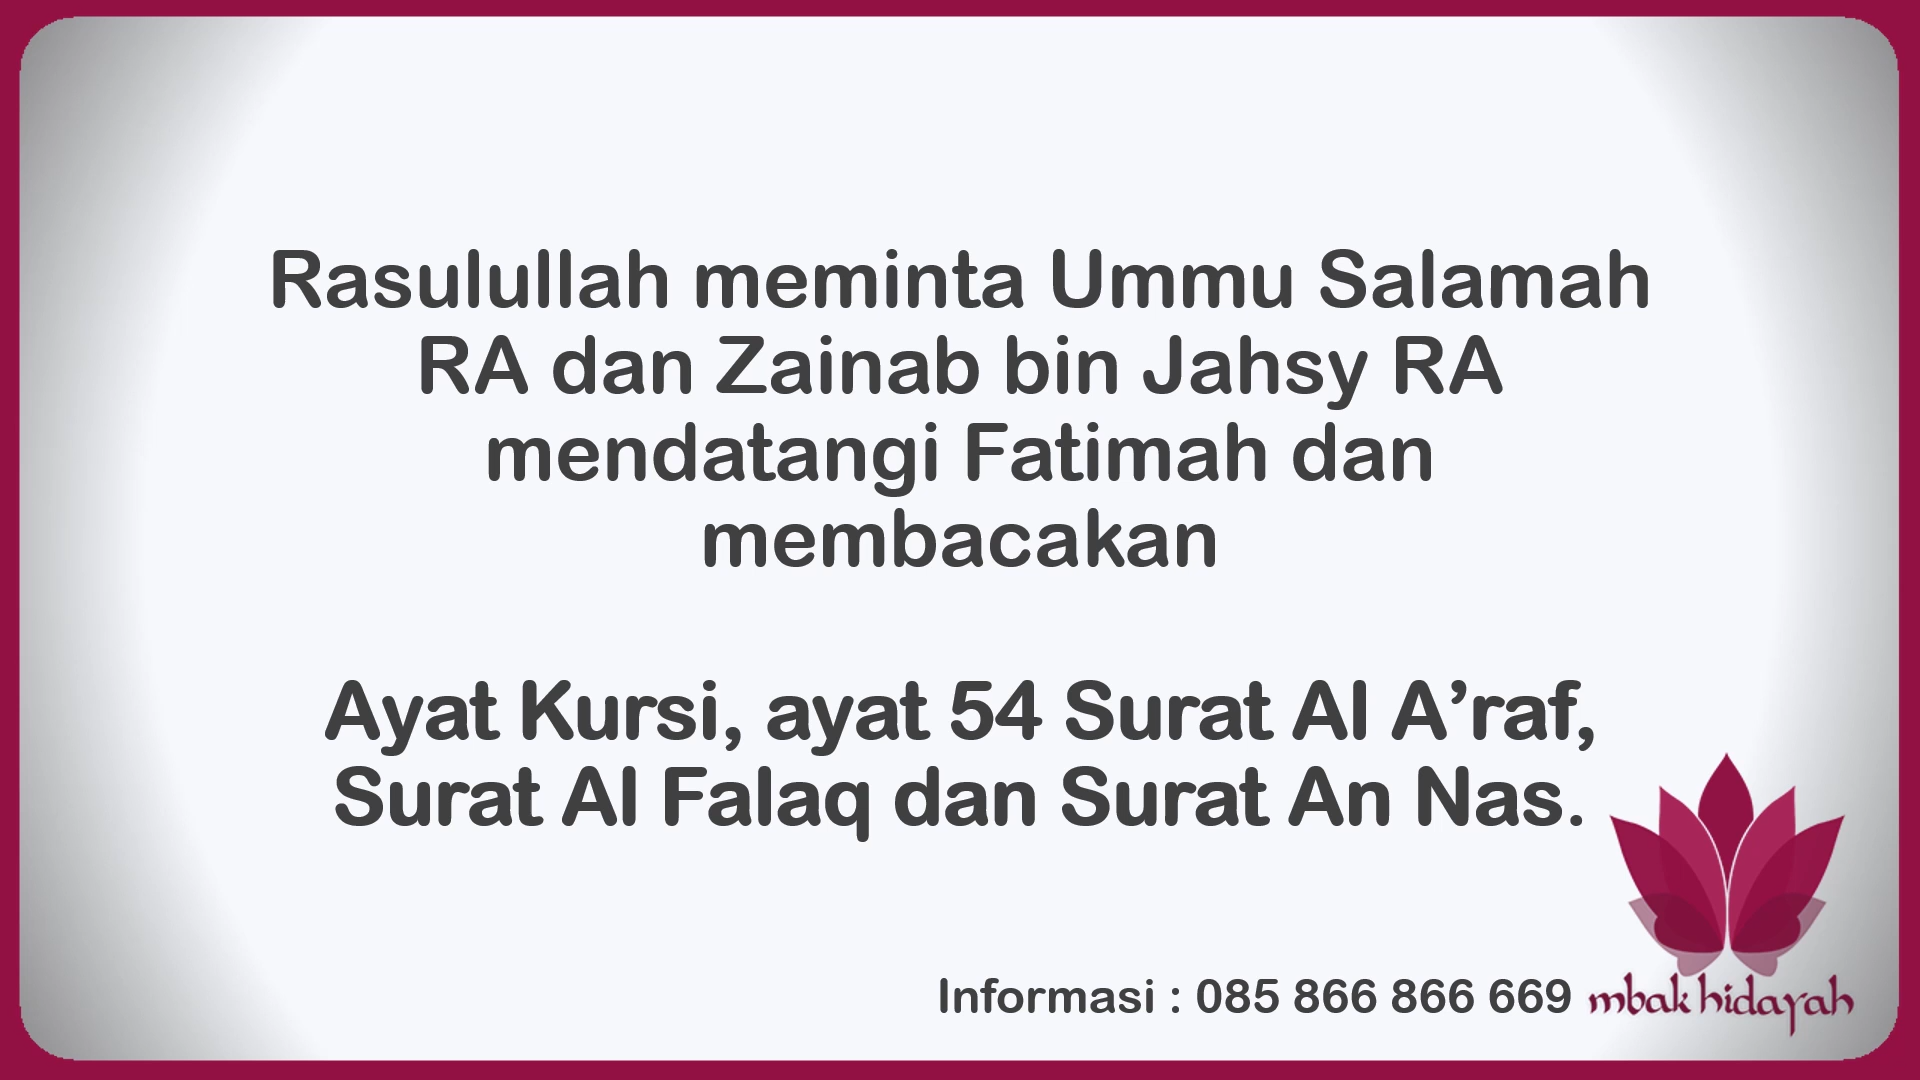 Rasulullah meminta Ummu Salamah
RA dan Zainab bin Jahsy RA
mendatangi Fatimah dan
membacakan
Ayat Kursi, ayat 54 Surat Al A’raf,
Surat Al Falaq dan Surat An Nas.
Informasi : 085 866 866 669
mbak hidayah